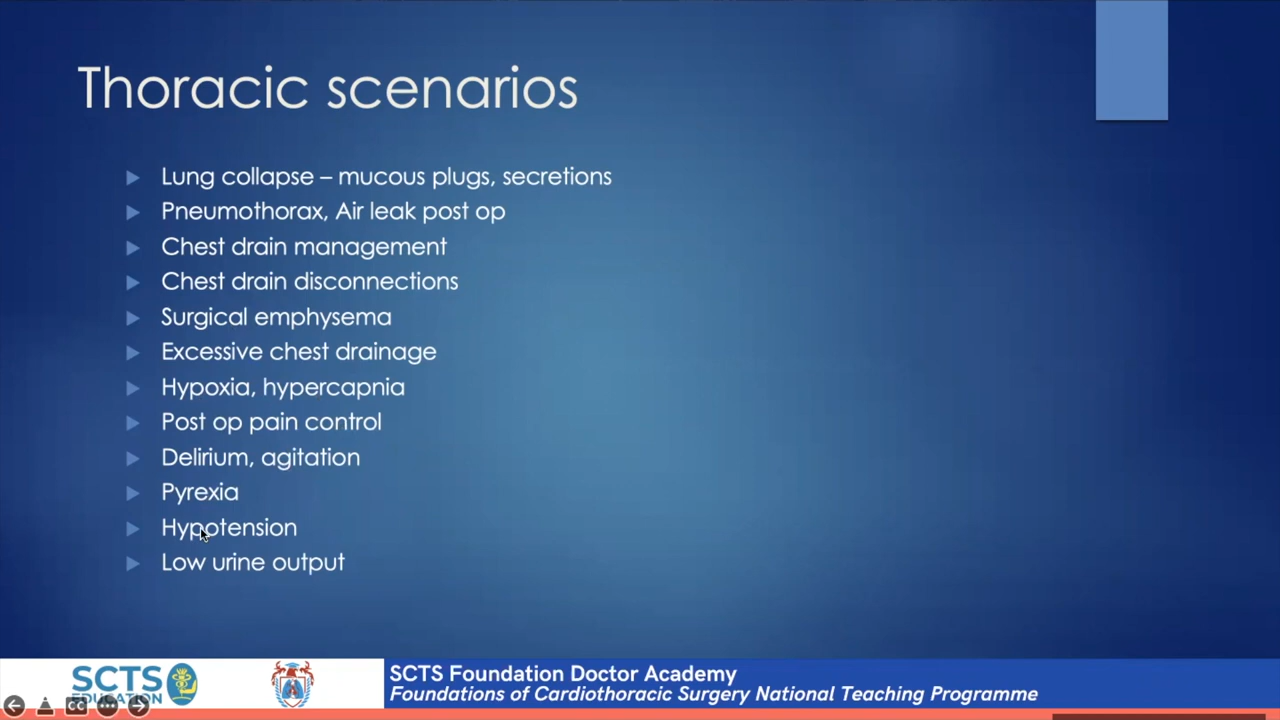 Thoracic scenarios
Lung collapse – mucous plugs, secretions
Pneumothorax, Air leak post op
Chest drain management
Chest drain disconnections
Surgical emphysema
Excessive chest drainage
Hypoxia, hypercapnia
Post op pain control
Delirium, agitation
Pyrexia
Hypotension
Low urine output
SCTS
EDUCATION
SCTS Foundation Doctor Academy
Foundations of Cardiothoracic Surgery National Teaching Programme
CC